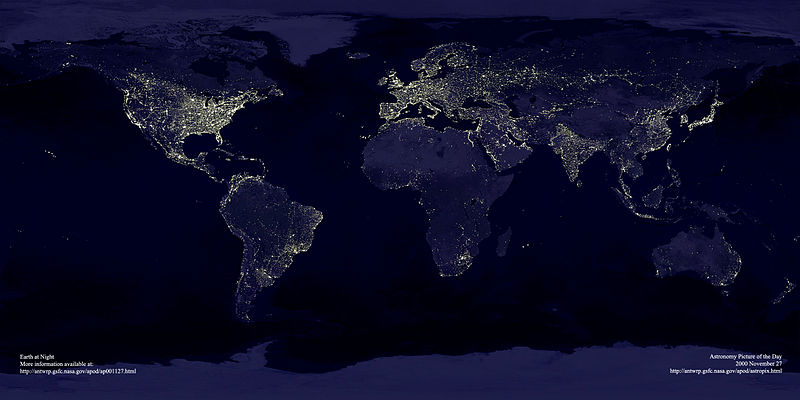 Earth at Night
More information available at:
http://antwrp.gsfc.nasa.gov/apod/ap001127.html
Astronomy Picture of the Day
2000 November 27
http://antwrp.gsfc.nasa.gov/apod/astropix.html